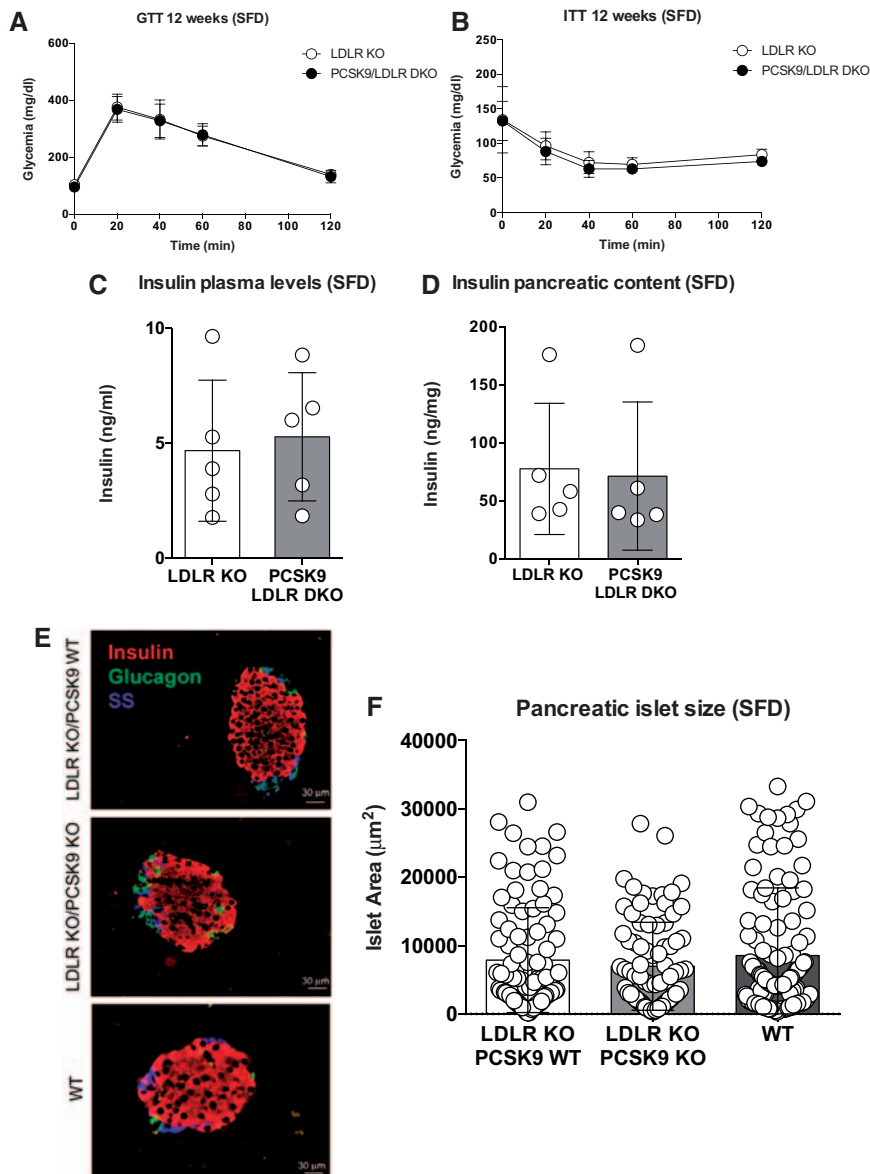 A
GTT 12 weeks (SFD)
Glycemia (mg/dl)
600
400
200
0
0 20 40 60 80 100 120
Time (min)
LDLR KO
PCSK9/LDLR DKO
B
ITT 12 weeks (SFD)
Glycemia (mg/dl)
250
200
150
100
50
0
0 20 40 60 80 100 120
Time (min)
LDLR KO
PCSK9/LDLR DKO
C
Insulin plasma levels (SFD)
Insulin (ng/ml)
10
5
0
LDLR KO
PCSK9
LDLR DKO
D
Insulin pancreatic content (SFD)
Insulin (ng/mg)
200
150
100
50
0
LDLR KO
PCSK9
LDLR DKO
E
LDLR KO/PCSK9 WT
Insulin
Glucagon
SS
30 µm
LDLR KO/PCSK9 KO
30 µm
WT
30 µm
F
Pancreatic islet size (SFD)
Islet Area (µm²)
40000
30000
20000
10000
0
LDLR KO
PCSK9 WT
LDLR KO
PCSK9 KO
WT